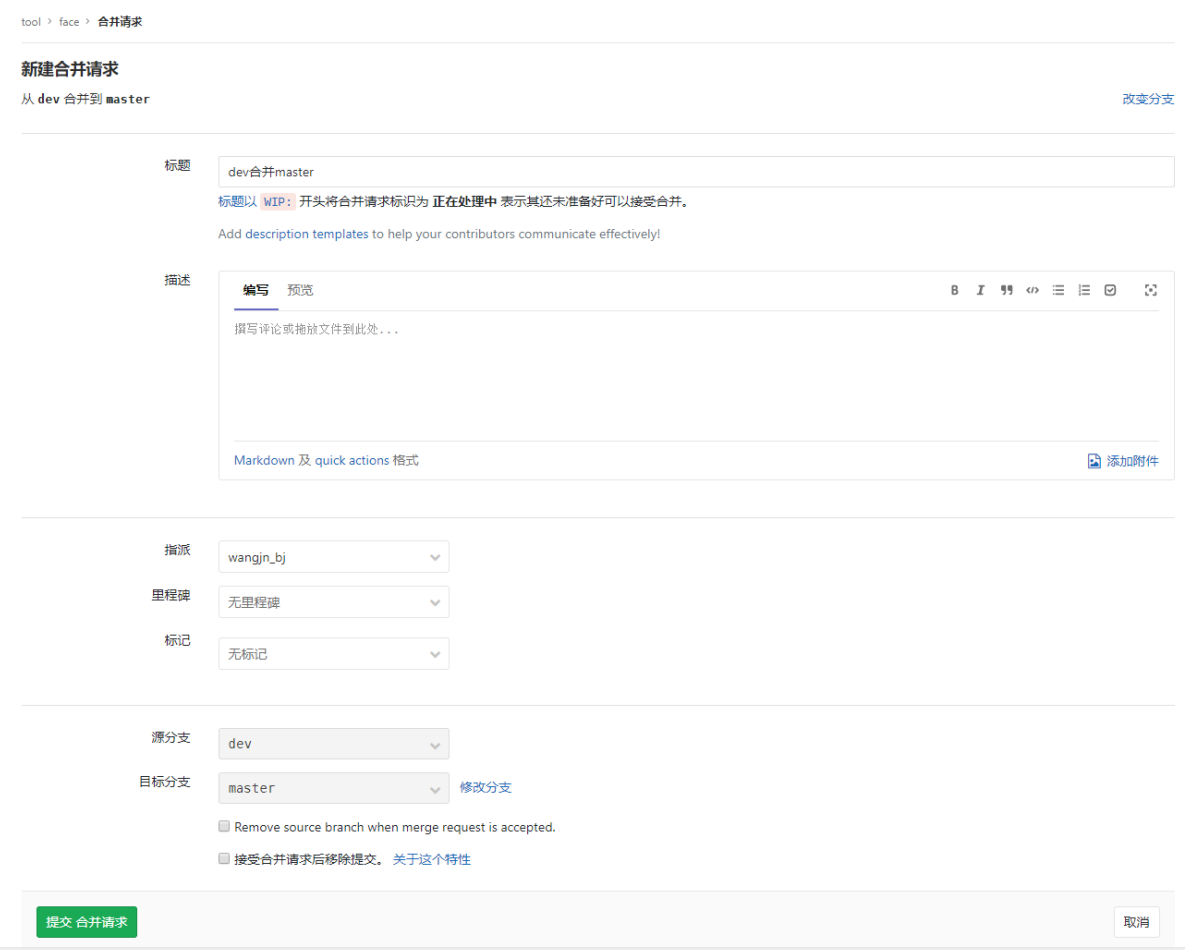 tool > face > 合并请求
新建合并请求
从 dev 合并到 master
改变分支
标题
dev合并master
标题以 WIP: 开头将合并请求标识为 正在处理中 表示其还未准备好可以接受合并。
Add description templates to help your contributors communicate effectively!
描述
编写 预览
撰写评论或拖放文件到此处...
Markdown 及 quick actions 格式
添加附件
指派
wangjn_bj
里程碑
无里程碑
标记
无标记
源分支
dev
目标分支
master
修改分支
Remove source branch when merge request is accepted.
接受合并请求后移除提交。 关于这个特性
提交 合并请求
取消